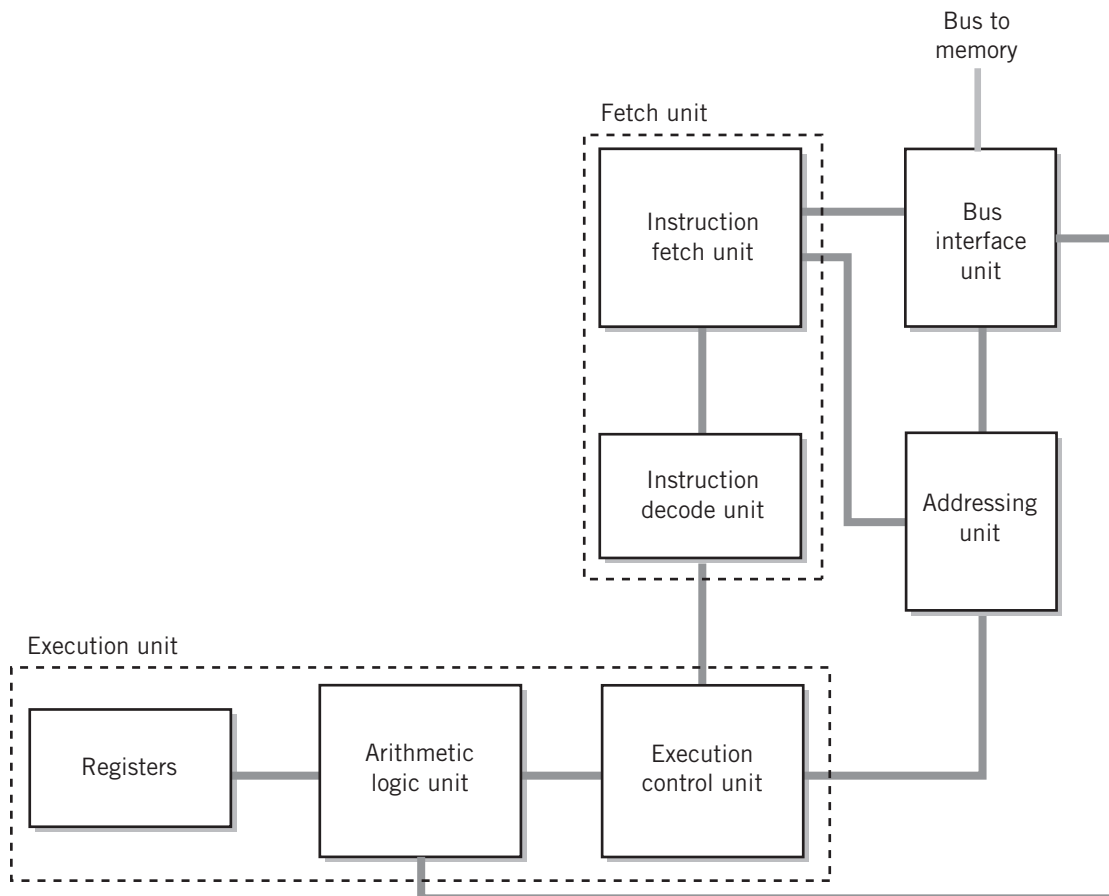 Bus to
memory
Fetch unit
Instruction
fetch unit
Bus
interface
unit
Instruction
decode unit
Addressing
unit
Execution unit
Registers
Arithmetic
logic unit
Execution
control unit